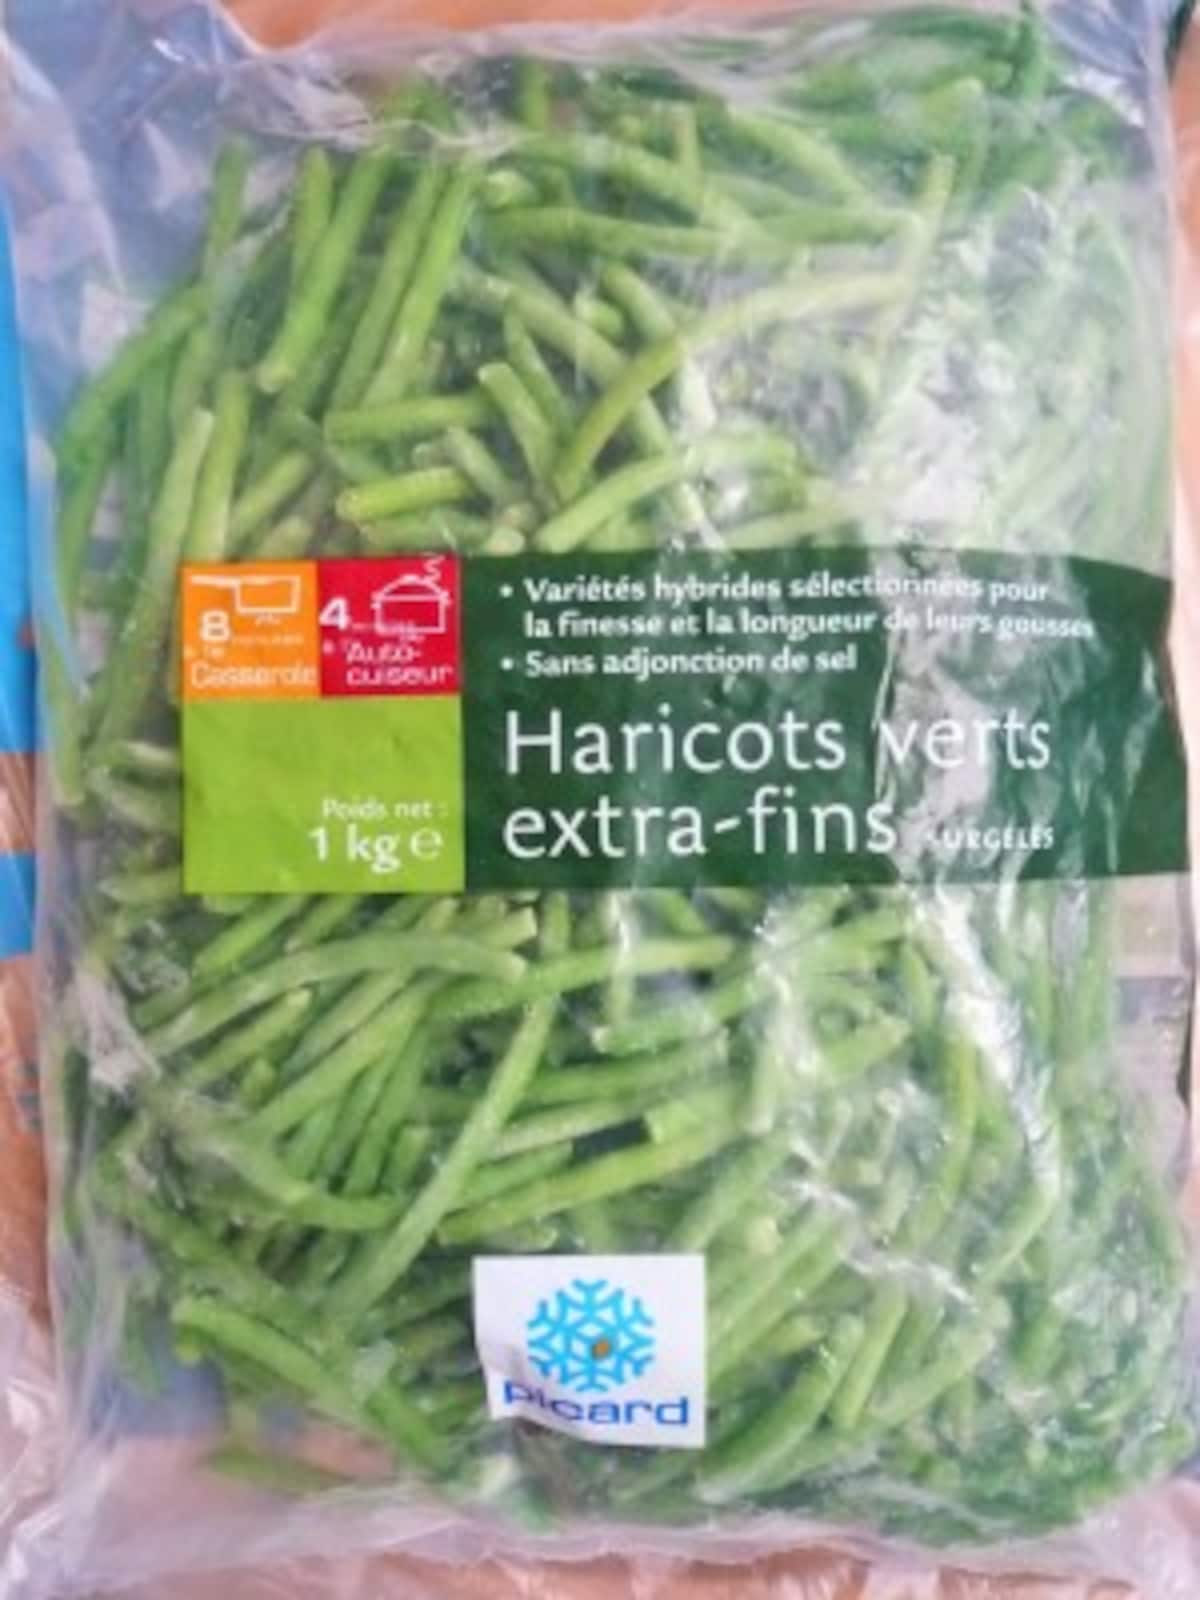 • Variétés hybrides sélectionnées pour
la finesse et la longueur de leurs gousses
• Sans adjonction de sel
8
Casserole
4
Auto-
cuiseur
Haricots verts
extra-fins SURGELÉS
Poids net :
1 kg e
Picard